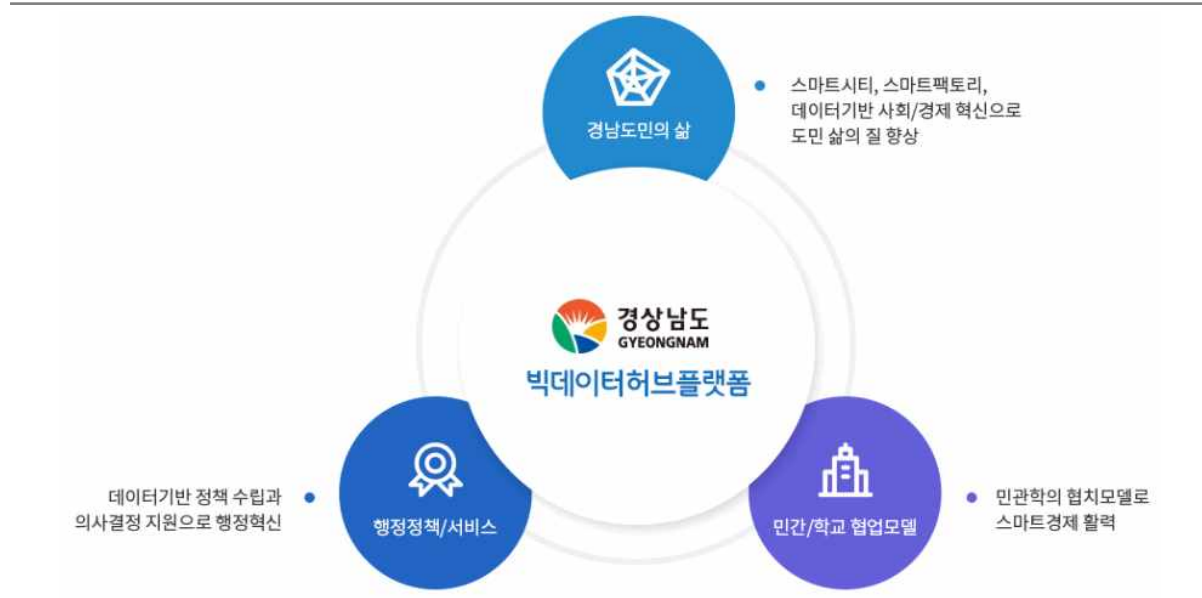 경남도민의 삶
스마트시티, 스마트팩토리,
데이터기반 사회/경제 혁신으로
도민 삶의 질 향상
경상남도
GYEONGNAM
빅데이터허브플랫폼
데이터기반 정책 수립과
의사결정 지원으로 행정혁신
행정정책/서비스
민간/학교 협업모델
민관학의 협치모델로
스마트경제 활력